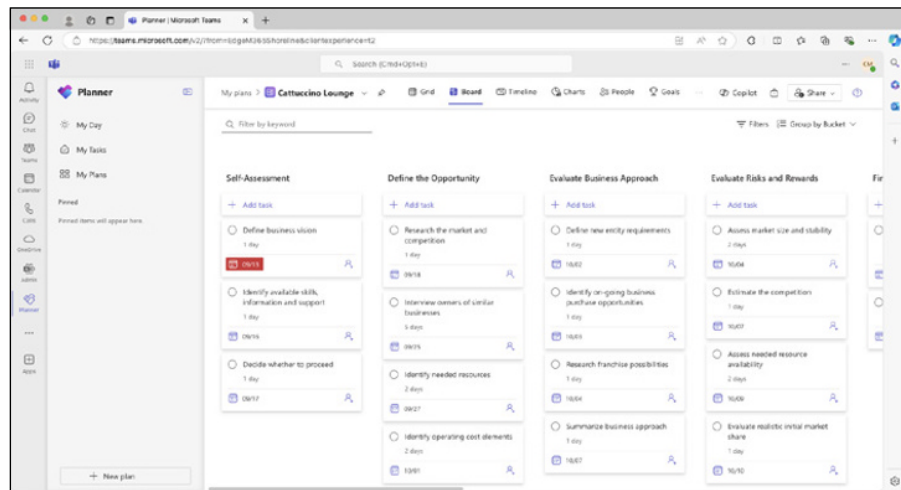 Planner | Microsoft Teams
Search (Cmd+Opt+E)
Activity
Chat
Teams
Calendar
Calls
OneDrive
Admin
Planner
Apps
Planner
My Day
My Tasks
My Plans
Pinned
Pinned items will appear here.
New plan
My plans > Cattuccino Lounge
Grid
Board
Timeline
Charts
People
Goals
Copilot
Share
Filter by keyword
Filters
Group by Bucket
Self-Assessment
Add task
Define business vision
1 day
09/13
Identify available skills,
information and support
1 day
09/16
Decide whether to proceed
1 day
09/17
Define the Opportunity
Add task
Research the market and
competition
1 day
09/18
Interview owners of similar
businesses
5 days
09/25
Identify needed resources
2 days
09/27
Identify operating cost elements
2 days
10/01
Evaluate Business Approach
Add task
Define new entity requirements
1 day
10/02
Identify on-going business
purchase opportunities
1 day
10/03
Research franchise possibilities
1 day
10/04
Summarize business approach
1 day
10/07
Evaluate Risks and Rewards
Add task
Assess market size and stability
2 days
10/04
Estimate the competition
1 day
10/07
Assess needed resource
availability
2 days
10/09
Evaluate realistic initial market
share
1 day
10/10